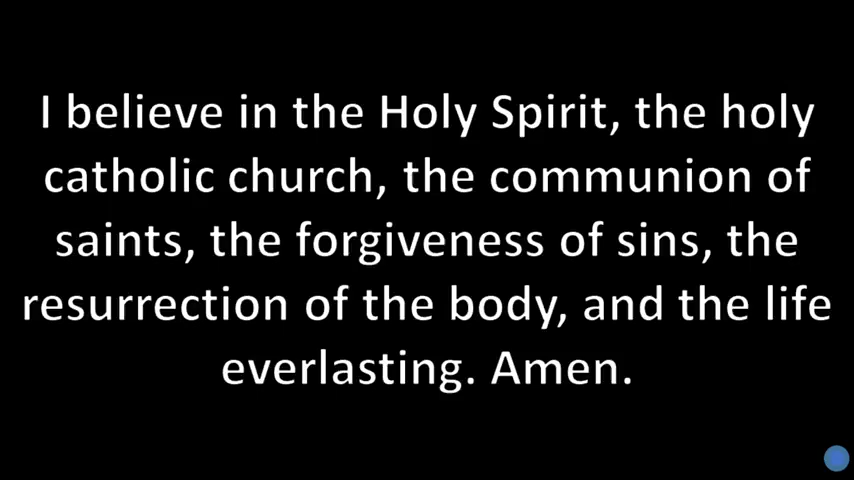 I believe in the Holy Spirit, the holy
catholic church, the communion of
saints, the forgiveness of sins, the
resurrection of the body, and the life
everlasting. Amen.